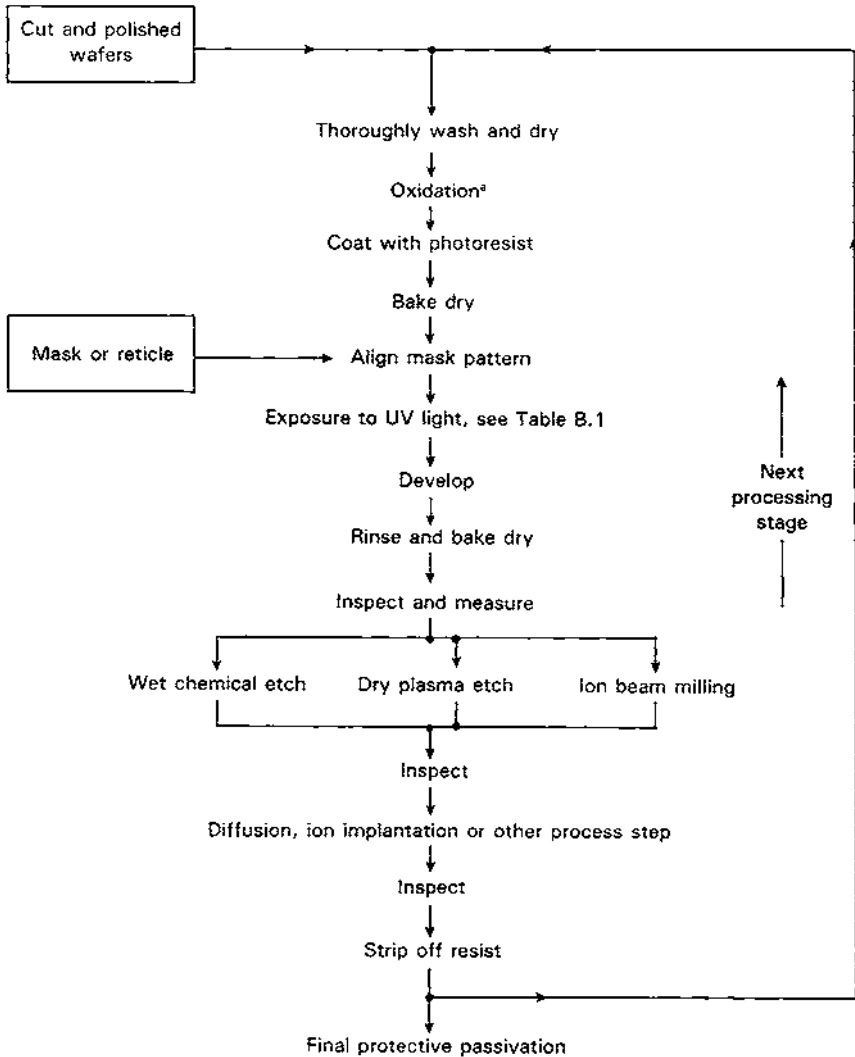 Cut and polished
wafers
Thoroughly wash and dry
Oxidationᵃ
Coat with photoresist
Bake dry
Mask or reticle
Align mask pattern
Exposure to UV light, see Table B.1
Develop
Next
processing
stage
Rinse and bake dry
Inspect and measure
Wet chemical etch
Dry plasma etch
Ion beam milling
Inspect
Diffusion, ion implantation or other process step
Inspect
Strip off resist
Final protective passivation